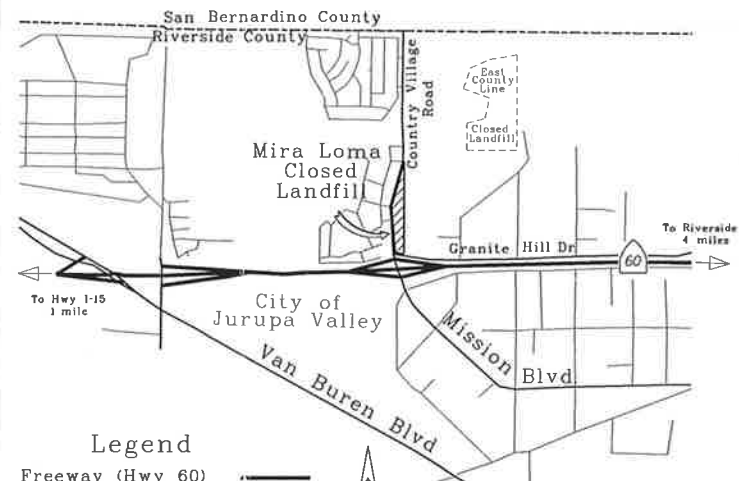 San Bernardino County
Riverside County
Country Village
Road
East
County
Line
Closed
Landfill
Mira Loma
Closed
Landfill
Granite Hill Dr
To Riverside
4 miles
60
To Hwy 1-15
1 mile
City of
Jurupa Valley
Mission Blvd
Van Buren Blvd
Legend
Freeway (Hwy 60)